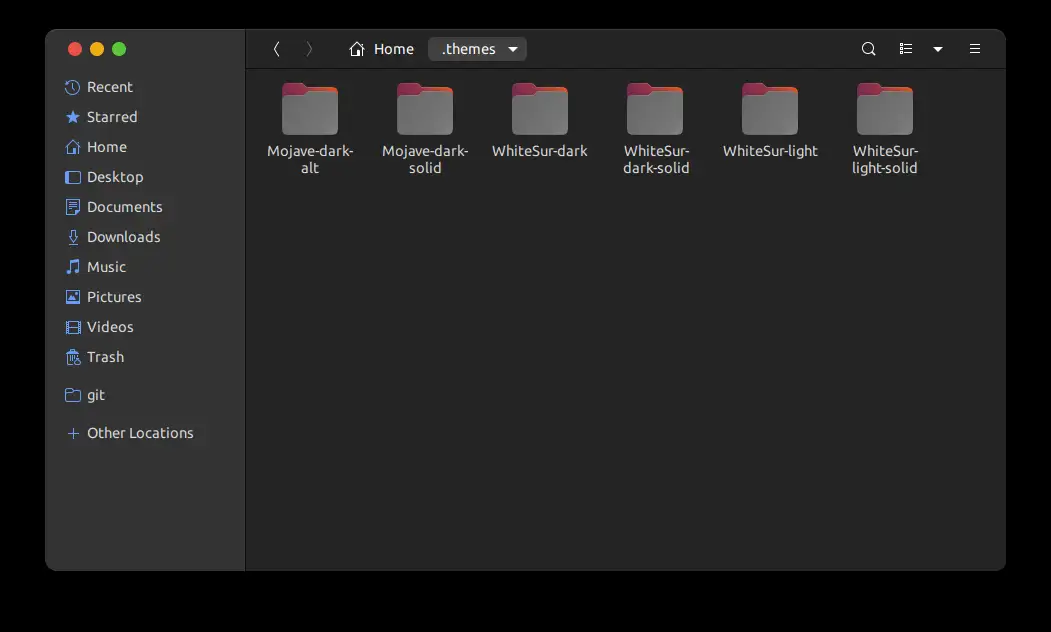 Home .themes
Recent
Starred
Home
Desktop
Documents
Downloads
Music
Pictures
Videos
Trash
git
Other Locations
Mojave-dark-
alt
Mojave-dark-
solid
WhiteSur-dark
WhiteSur-
dark-solid
WhiteSur-light
WhiteSur-
light-solid